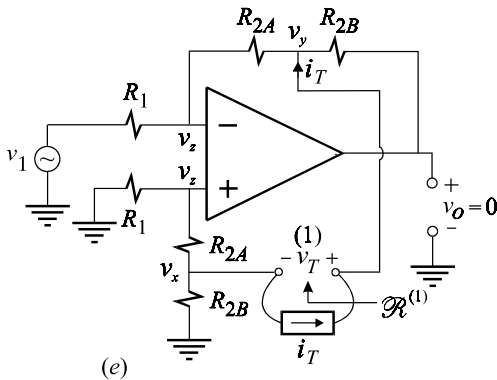 R2A
vy
R2B
iT
R1
vz
−
v1
~
vz
+
R1
+
vO=0
-
R2A
(1)
vx
- vT +
R2B
ℛ(1)
iT
(e)